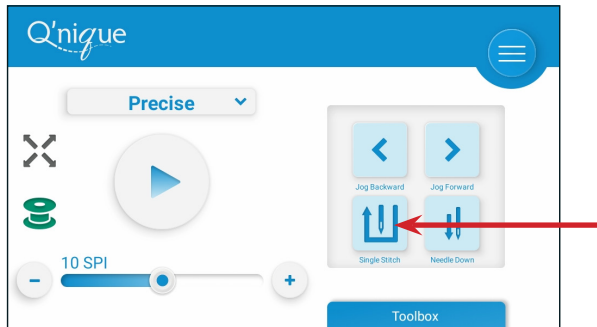 Q'nique
Precise
Jog Backward
Jog Forward
10 SPI
Single Stitch
Needle Down
Toolbox